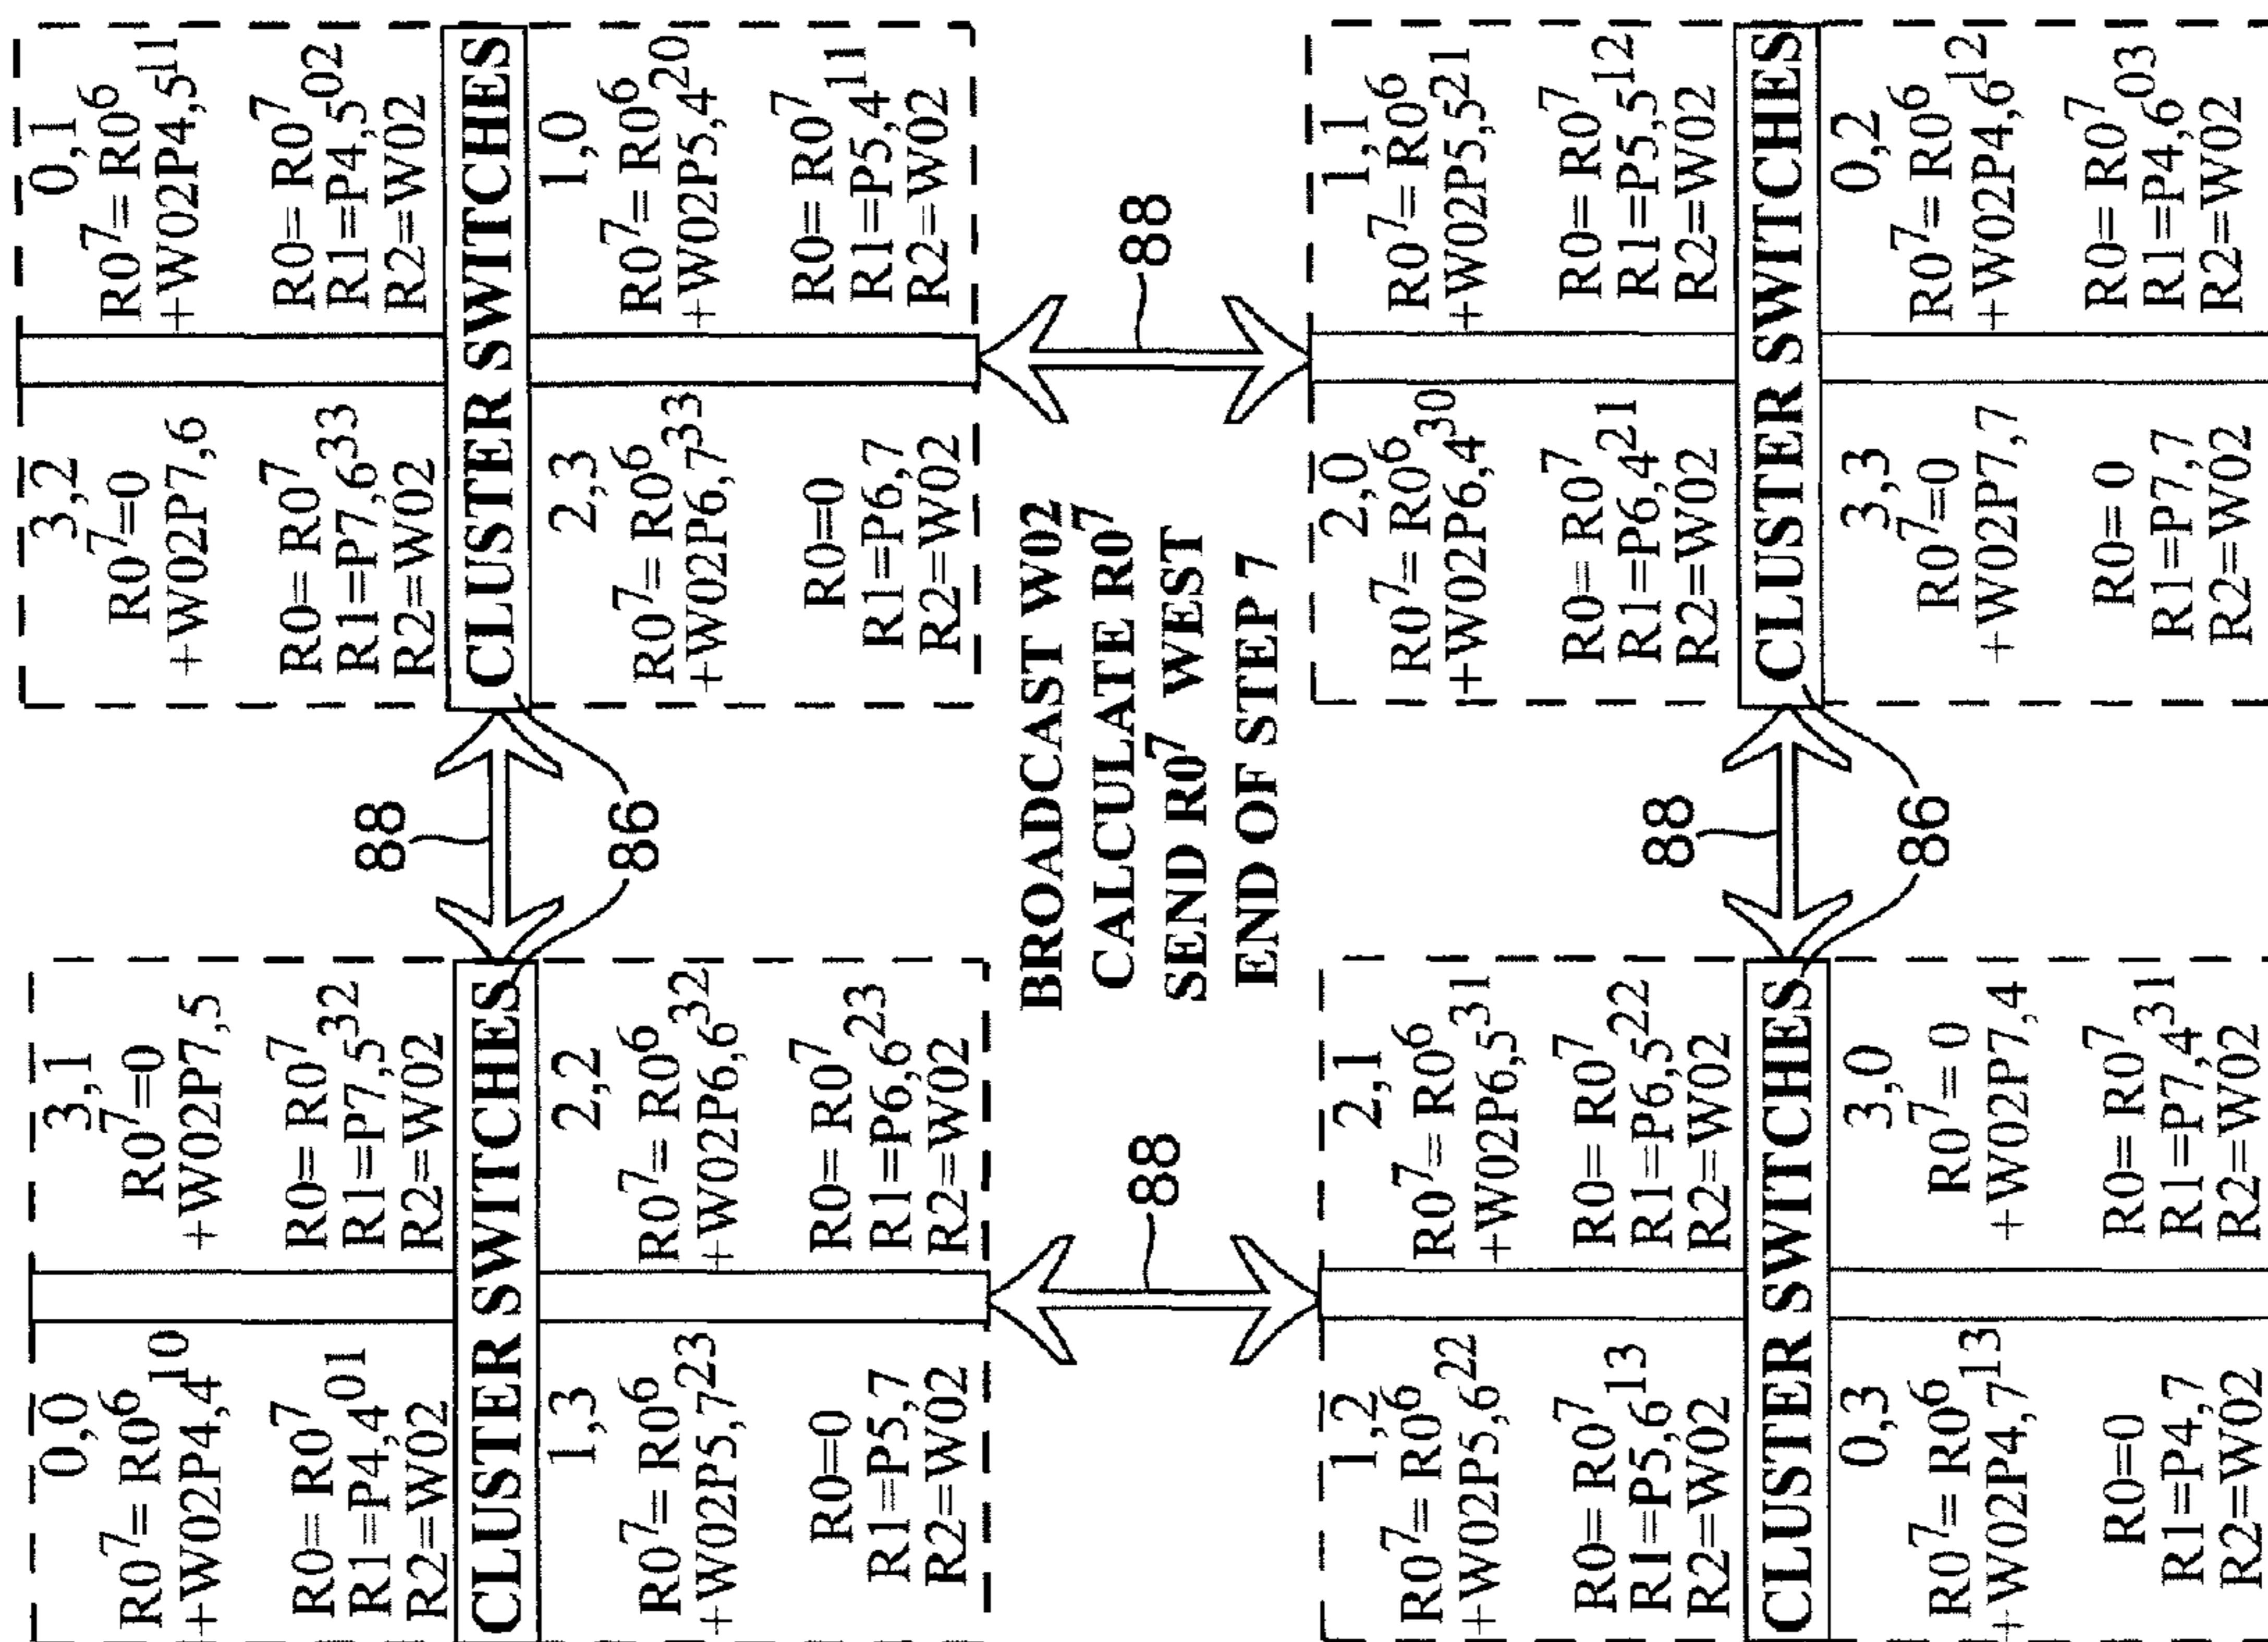 0,0
R0⁷= R0⁶
+W02P4,4¹⁰
R0= R0⁷
R1=P4,4⁰¹
R2=W02
3,1
R0⁷=0
+W02P7,5
R0= R0⁷
R1=P7,5³²
R2=W02
CLUSTER SWITCHES
1,3
R0⁷= R0⁶
+W02P5,7²³
R0=0
R1=P5,7
R2=W02
2,2
R0⁷= R0⁶
+W02P6,6³²
R0= R0⁷
R1=P6,6²³
R2=W02
88
86
3,2
R0⁷=0
+W02P7,6
R0= R0⁷
R1=P7,6³³
R2=W02
0,1
R0⁷= R0⁶
+W02P4,5¹¹
R0= R0⁷
R1=P4,5⁰²
R2=W02
CLUSTER SWITCHES
2,3
R0⁷= R0⁶
+W02P6,7³³
R0=0
R1=P6,7
R2=W02
1,0
R0⁷= R0⁶
+W02P5,4²⁰
R0= R0⁷
R1=P5,4¹¹
R2=W02
88
BROADCAST W02
CALCULATE R0⁷
SEND R0⁷ WEST
END OF STEP 7
88
1,2
R0⁷= R0⁶
+W02P5,6²²
R0= R0⁷
R1=P5,6¹³
R2=W02
2,1
R0⁷= R0⁶
+W02P6,5³¹
R0= R0⁷
R1=P6,5²²
R2=W02
CLUSTER SWITCHES
0,3
R0⁷= R0⁶
+W02P4,7¹³
R0=0
R1=P4,7
R2=W02
3,0
R0⁷= 0
+W02P7,4
R0= R0⁷
R1=P7,4³¹
R2=W02
88
86
2,0
R0⁷= R0⁶
+W02P6,4³⁰
R0= R0⁷
R1=P6,4²¹
R2=W02
1,1
R0⁷= R0⁶
+W02P5,5²¹
R0= R0⁷
R1=P5,5¹²
R2=W02
CLUSTER SWITCHES
3,3
R0⁷=0
+W02P7,7
R0= 0
R1=P7,7
R2=W02
0,2
R0⁷= R0⁶
+W02P4,6¹²
R0= R0⁷
R1=P4,6⁰³
R2=W02